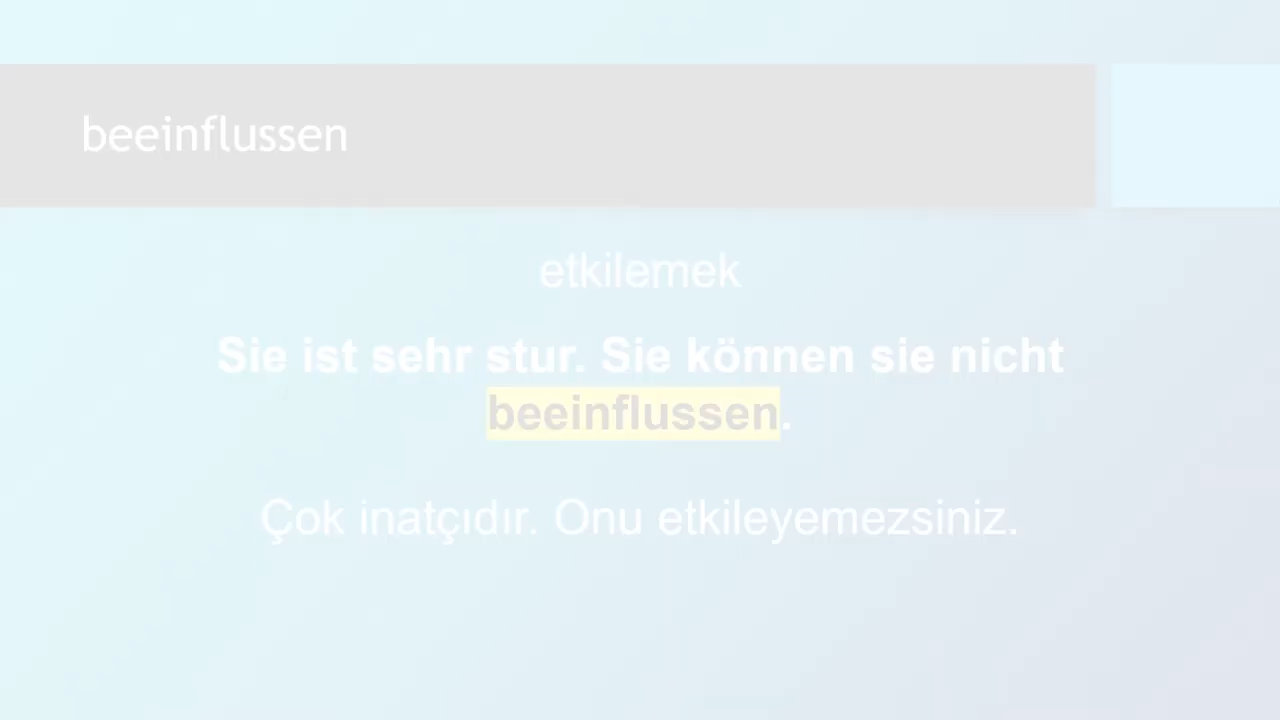 beeinflussen
etkilemek
Sie ist sehr stur. Sie können sie nicht
beeinflussen.
Çok inatçıdır. Onu etkileyemezsiniz.